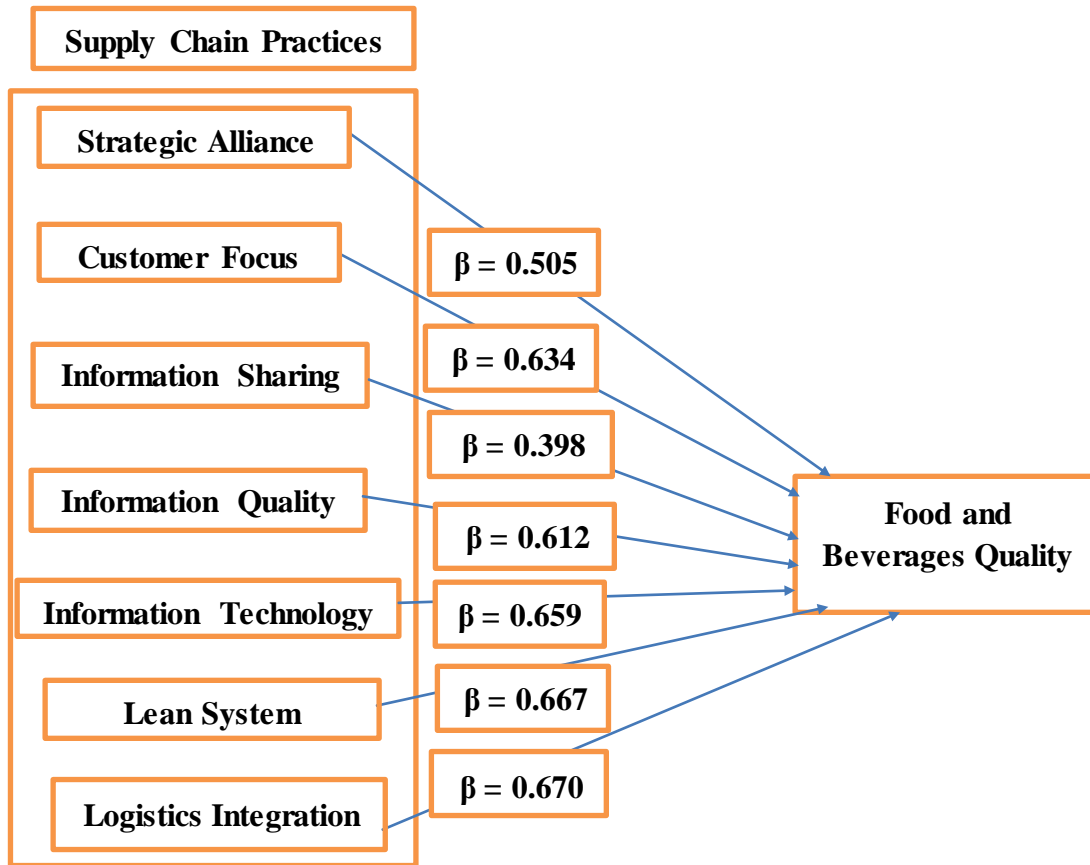 Supply Chain Practices
Strategic Alliance
Customer Focus
Information Sharing
Information Quality
Information Technology
Lean System
Logistics Integration
β = 0.505
β = 0.634
β = 0.398
β = 0.612
β = 0.659
β = 0.667
β = 0.670
Food and
Beverages Quality